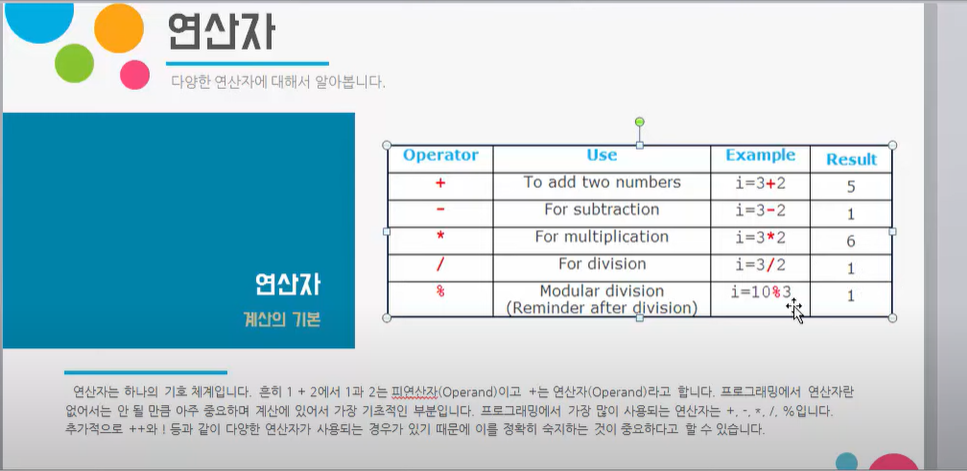 연산자
다양한 연산자에 대해서 알아봅니다.
Operator Use Example Result
+ To add two numbers i=3+2 5
- For subtraction i=3-2 1
* For multiplication i=3*2 6
/ For division i=3/2 1
% Modular division i=10%3 1
(Reminder after division)
연산자
계산의 기본
연산자는 하나의 기호 체계입니다. 흔히 1 + 2에서 1과 2는 피연산자(Operand)이고 +는 연산자(Operand)라고 합니다. 프로그래밍에서 연산자란
없어서는 안 될 만큼 아주 중요하며 계산에 있어서 가장 기초적인 부분입니다. 프로그래밍에서 가장 많이 사용되는 연산자는 +, -, *, /, %입니다.
추가적으로 ++와 ! 등과 같이 다양한 연산자가 사용되는 경우가 있기 때문에 이를 정확히 숙지하는 것이 중요하다고 할 수 있습니다.